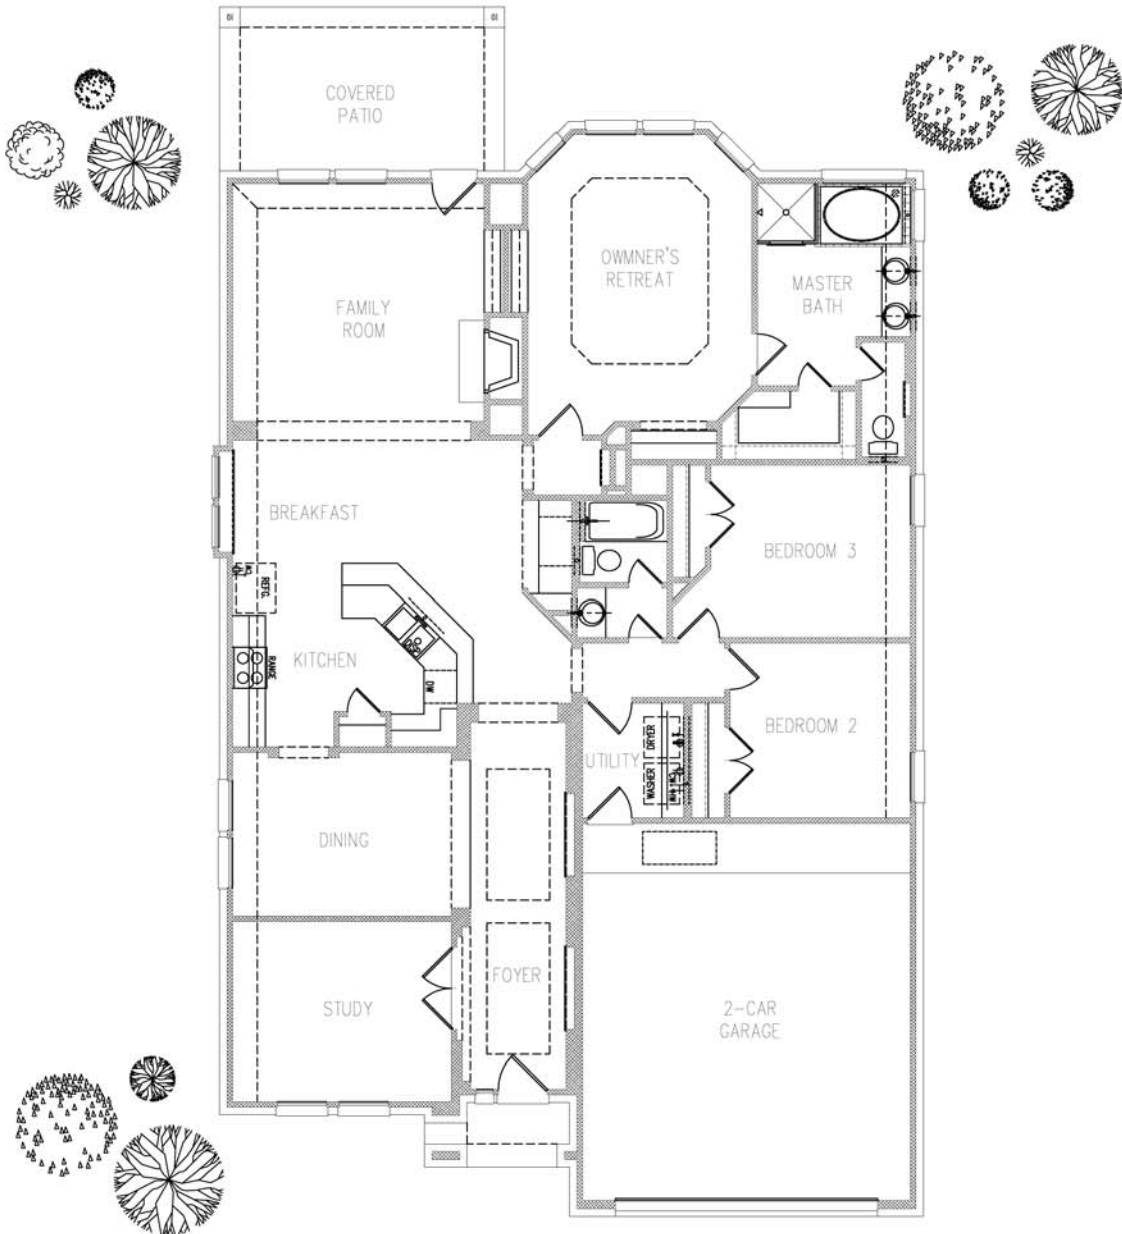 COVERED
PATIO
OWMNER'S
RETREAT
MASTER
BATH
FAMILY
ROOM
BREAKFAST
BEDROOM 3
REFG.
KITCHEN
RANGE
DW
BEDROOM 2
UTILITY
DRYER
WASHER
DINING
FOYER
STUDY
2-CAR
GARAGE